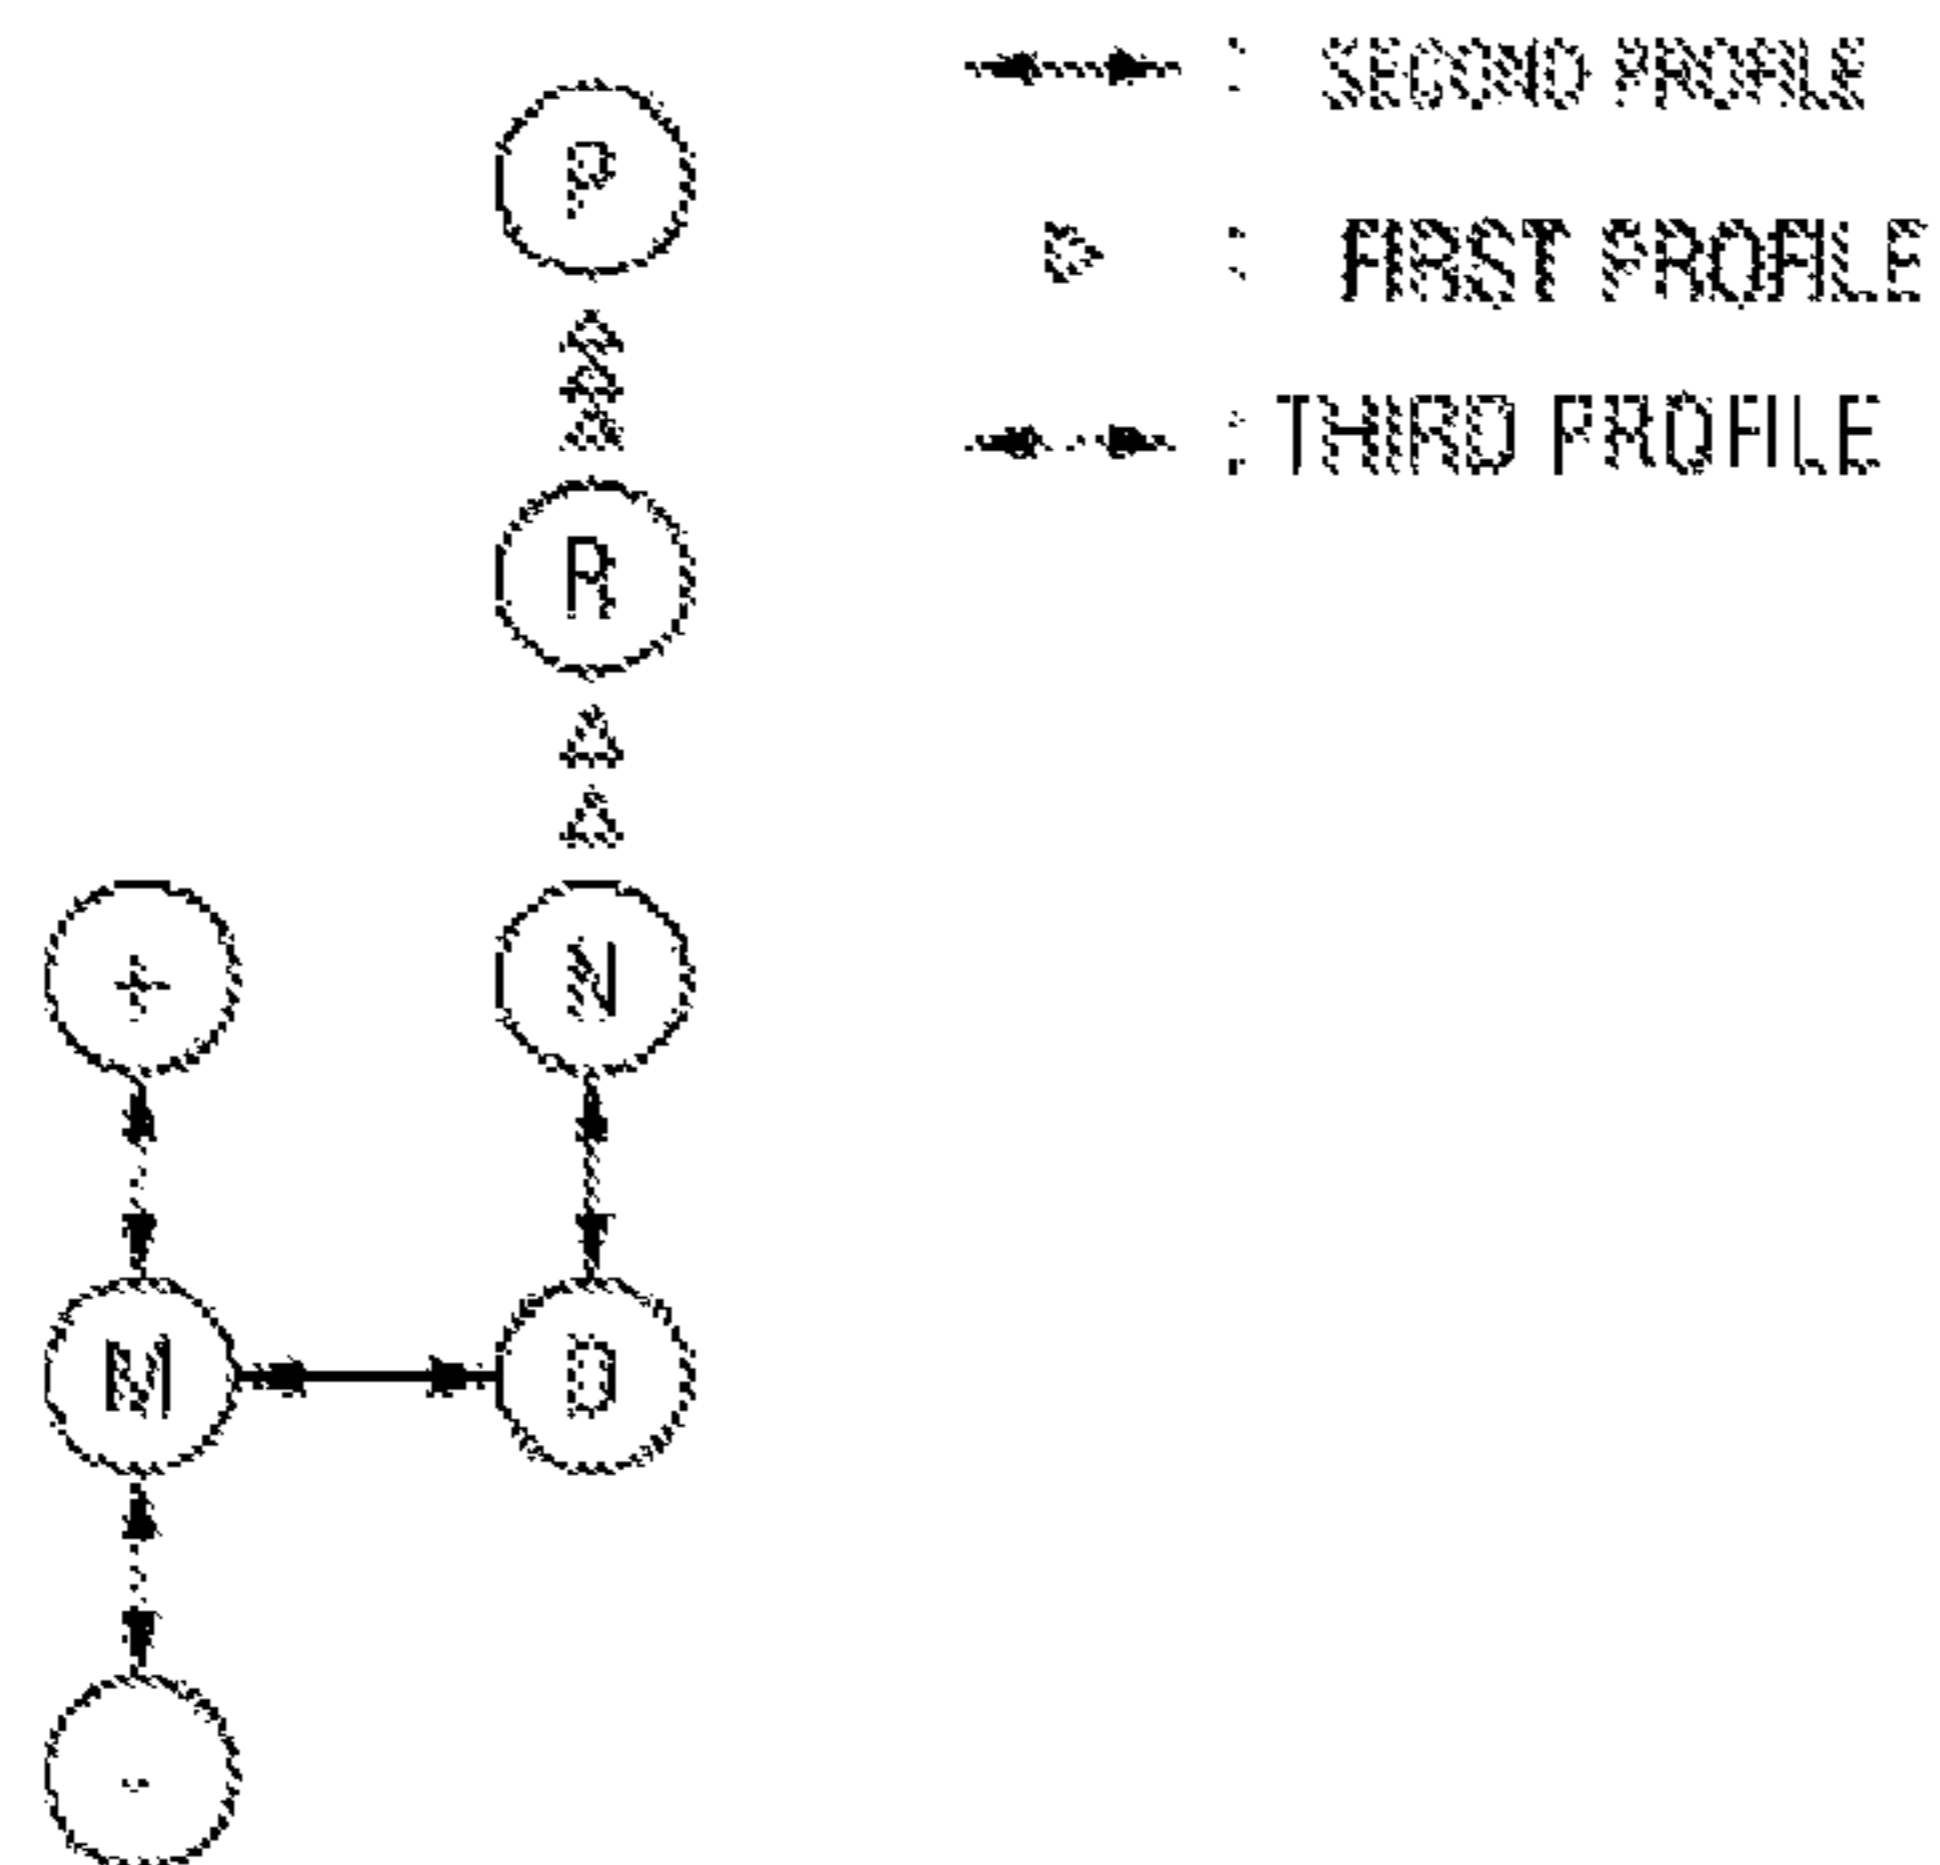 : SECOND PROFILE
: FIRST PROFILE
: THIRD PROFILE
P
R
+ N
M D
-